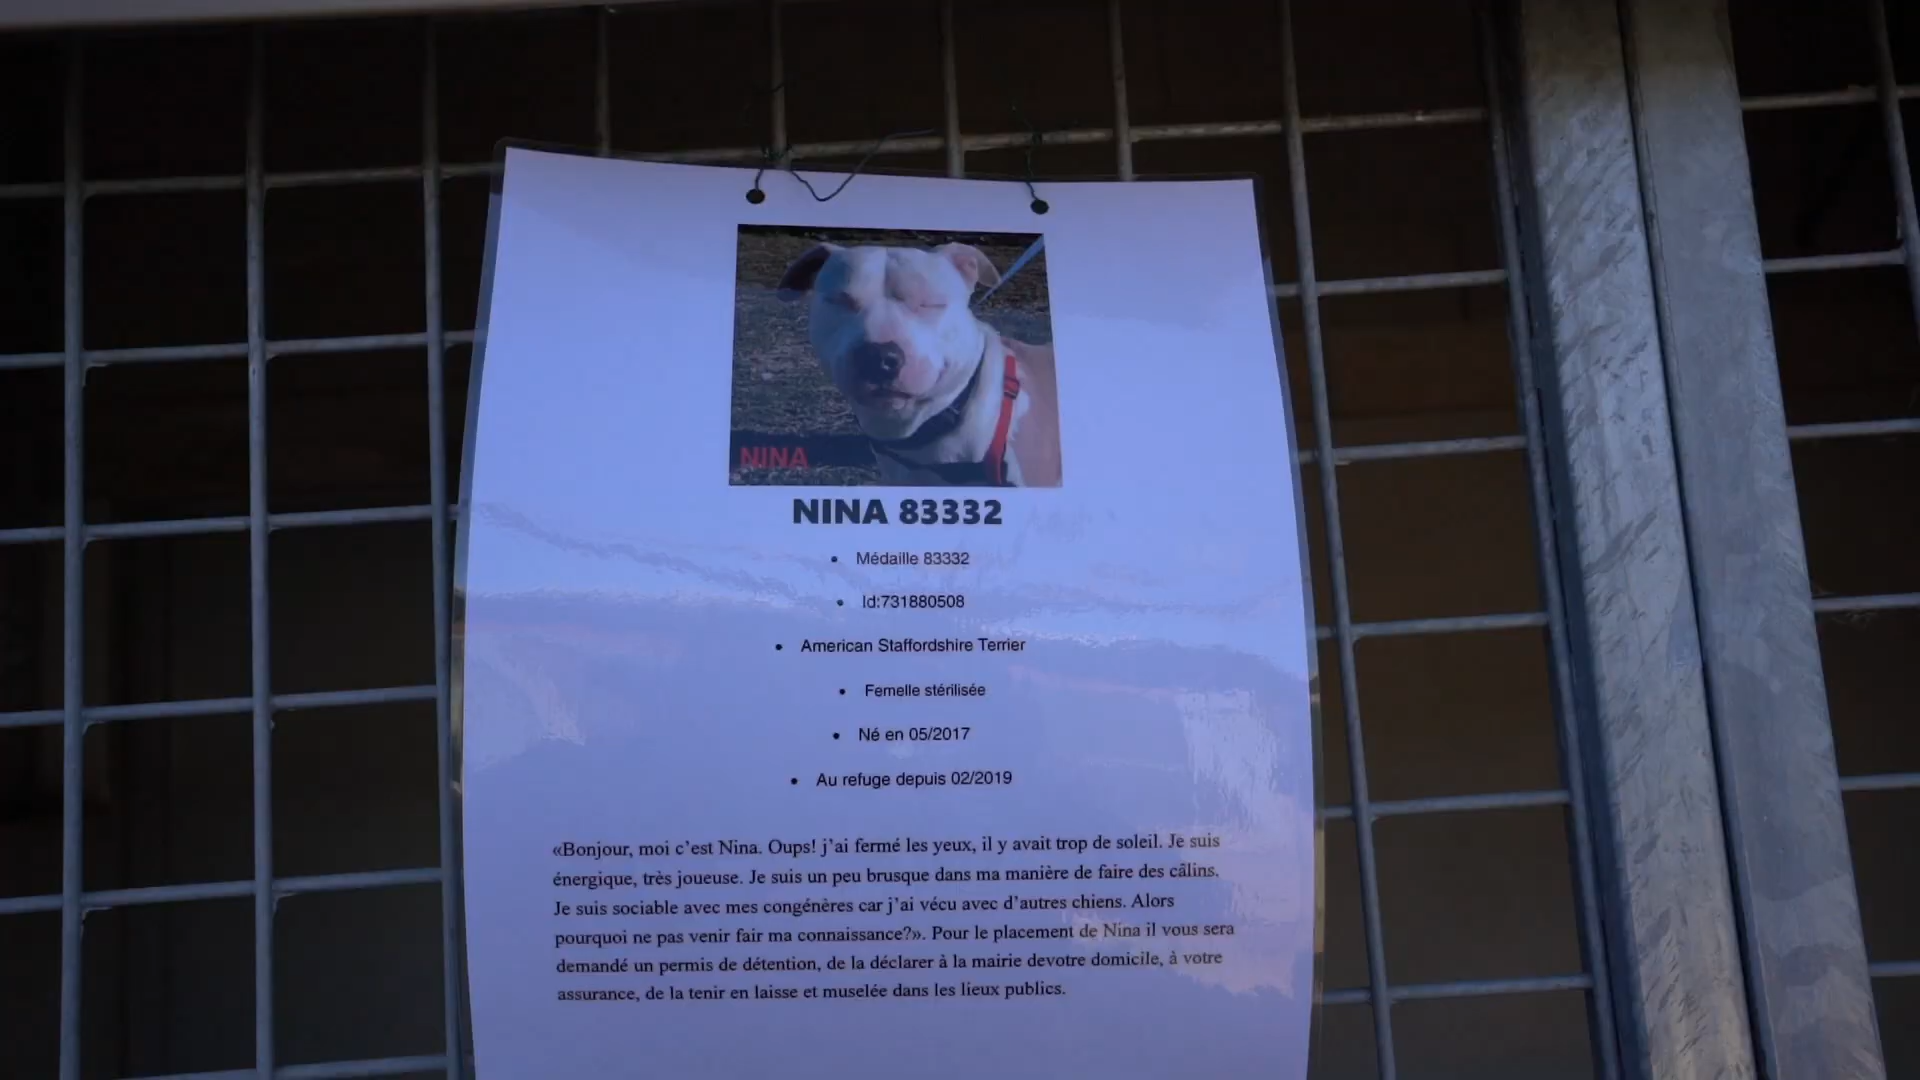 NINA
NINA 83332
• Médaille 83332
• Id:731880508
• American Staffordshire Terrier
• Femelle stérilisée
• Né en 05/2017
• Au refuge depuis 02/2019
«Bonjour, moi c’est Nina. Oups! j’ai fermé les yeux, il y avait trop de soleil. Je suis
énergique, très joueuse. Je suis un peu brusque dans ma manière de faire des câlins.
Je suis sociable avec mes congénères car j’ai vécu avec d’autres chiens. Alors
pourquoi ne pas venir fair ma connaissance?». Pour le placement de Nina il vous sera
demandé un permis de détention, de la déclarer à la mairie devotre domicile, à votre
assurance, de la tenir en laisse et muselée dans les lieux publics.